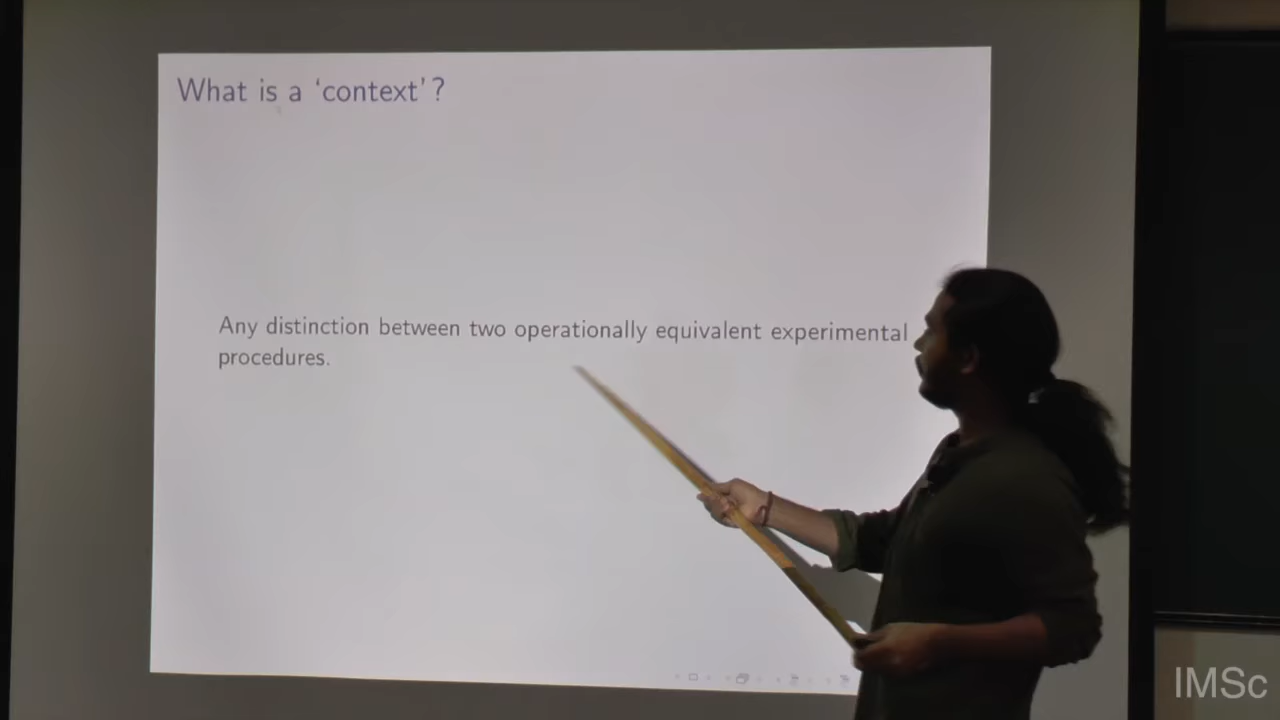 What is a ‘context’?
Any distinction between two operationally equivalent experimental
procedures.
IMSc